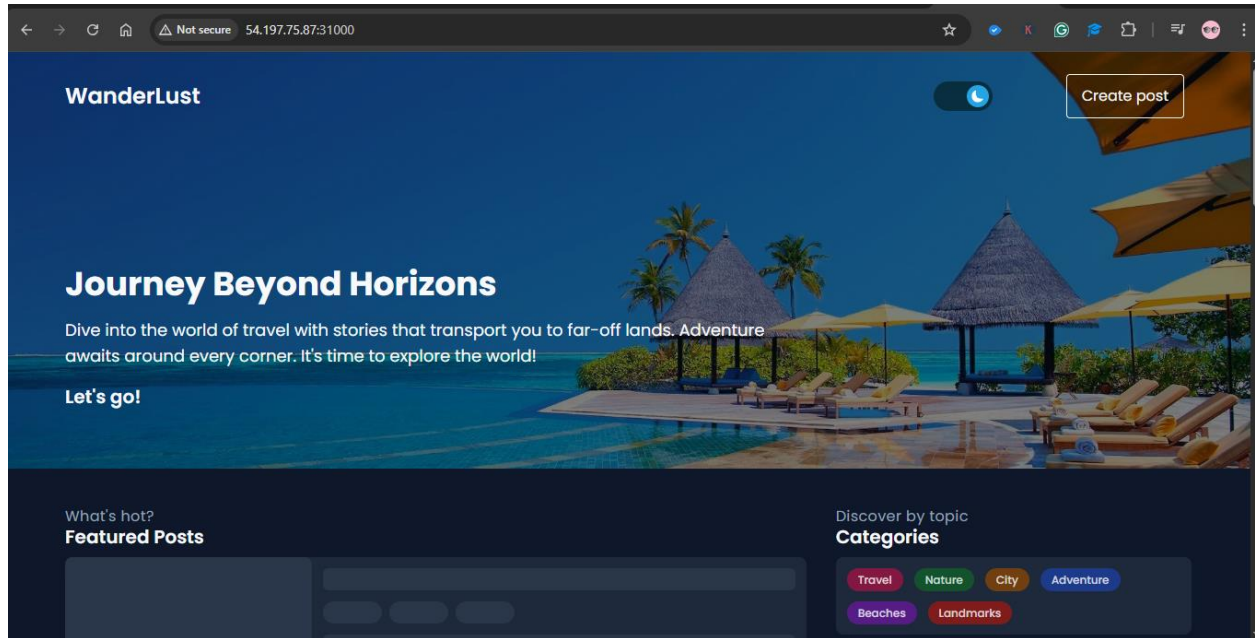 Not secure 54.197.75.87:31000
K
WanderLust
Create post
Journey Beyond Horizons
Dive into the world of travel with stories that transport you to far-off lands. Adventure
awaits around every corner. It's time to explore the world!
Let's go!
What's hot?
Featured Posts
Discover by topic
Categories
Travel Nature City Adventure
Beaches Landmarks